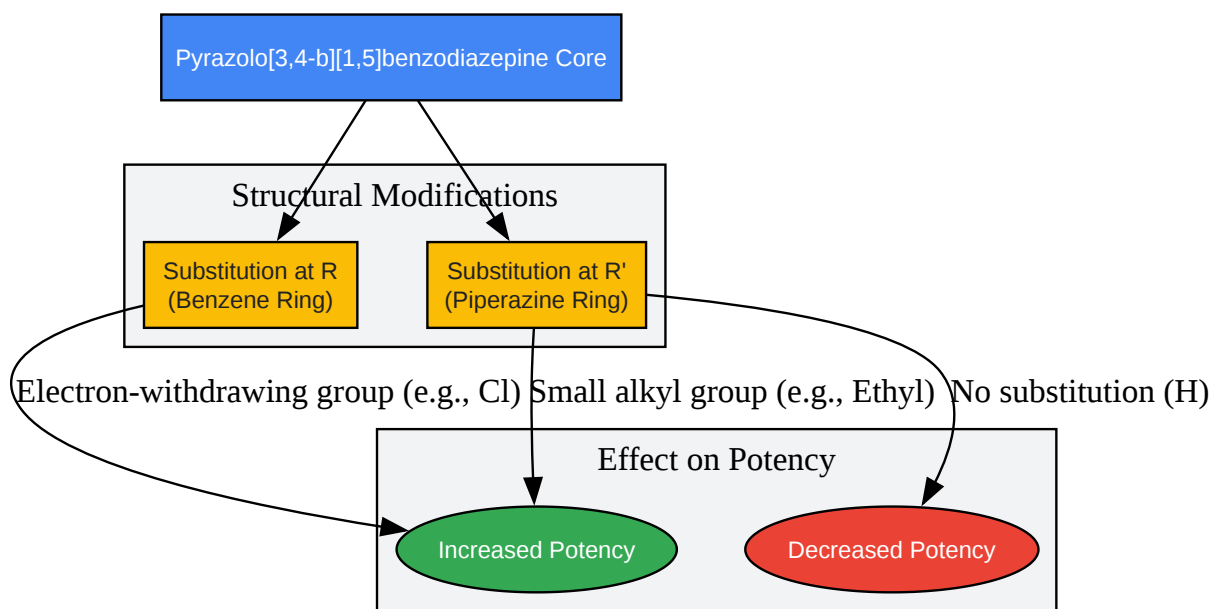 Pyrazolo[3,4-b][1,5]benzodiazepine Core
Structural Modifications
Substitution at R
(Benzene Ring)
Substitution at R'
(Piperazine Ring)
Electron-withdrawing group (e.g., Cl)
Small alkyl group (e.g., Ethyl)
No substitution (H)
Effect on Potency
Increased Potency
Decreased Potency